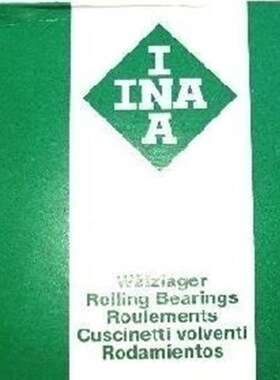 I
INA
A
Wälzlager
Rolling Bearings
Roulements
Cuscinetti volventi
Rodamientos